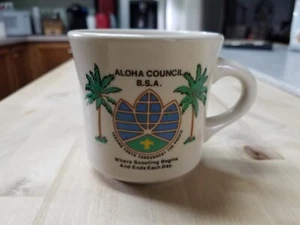 ALOHA COUNCIL
B.S.A.
Where Scouting Begins
And Ends Each Day